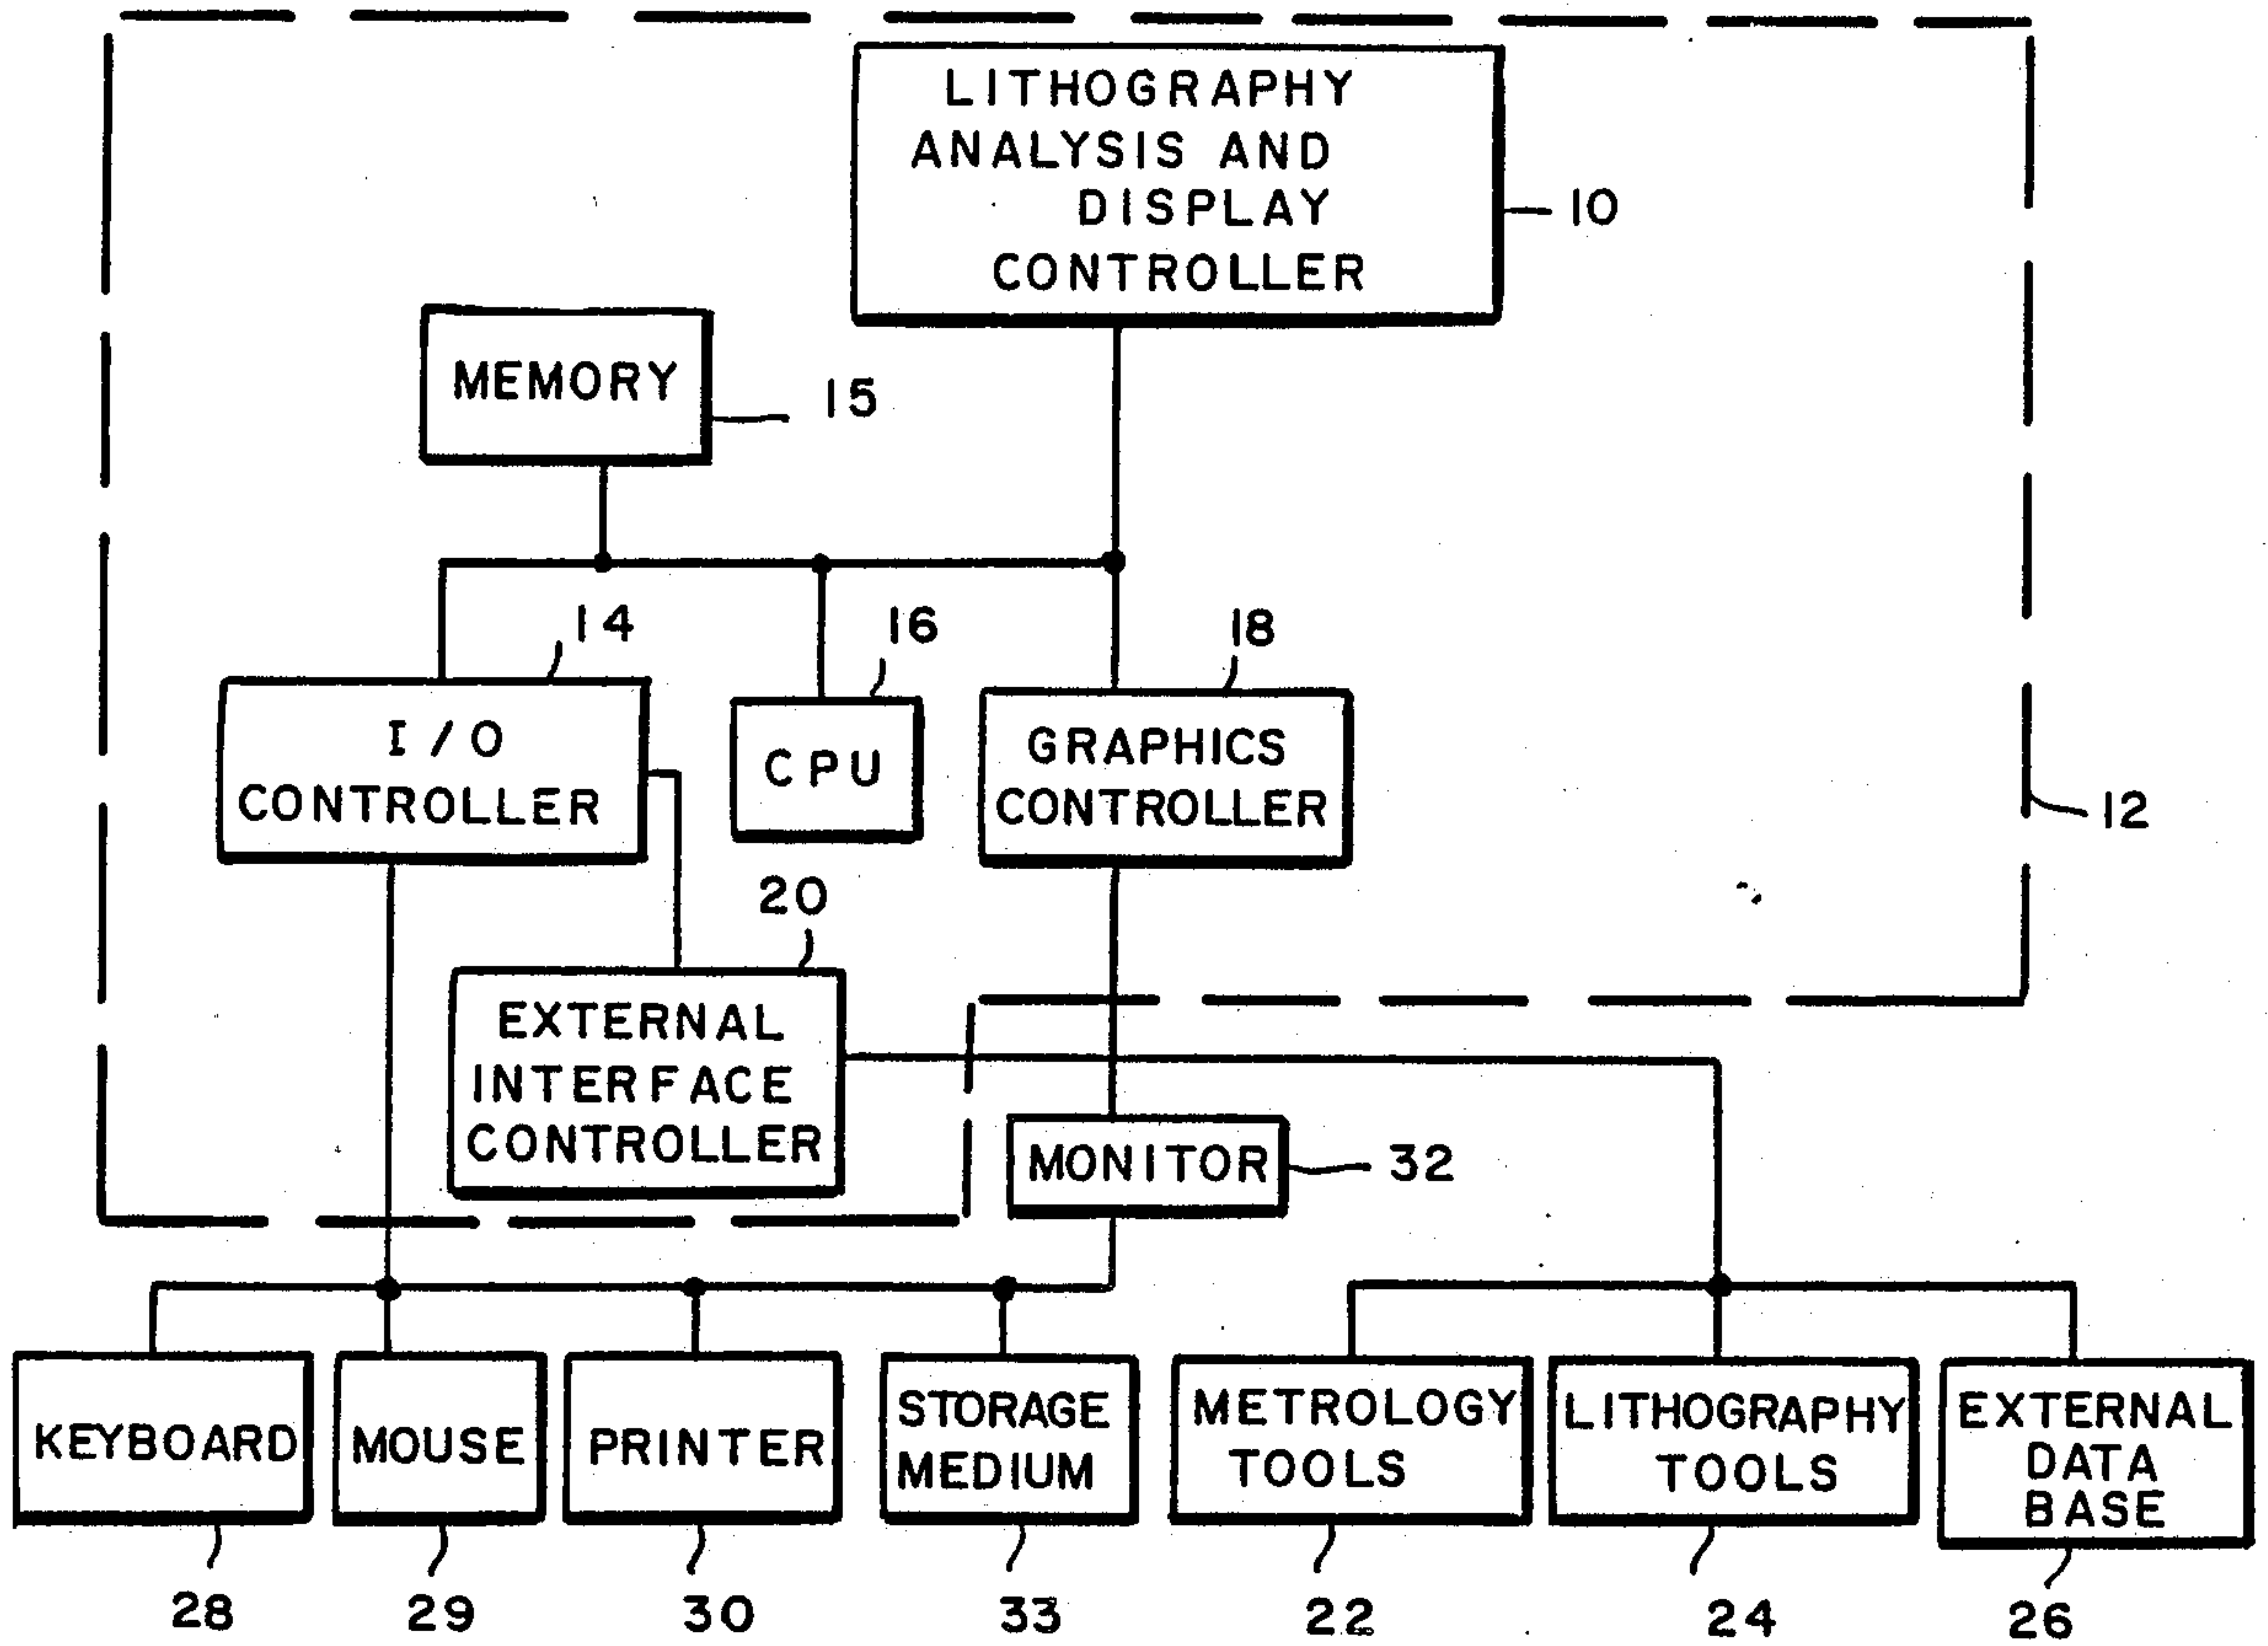 LITHOGRAPHY
ANALYSIS AND
DISPLAY
CONTROLLER
10
MEMORY
15
14
16
18
I/O
CONTROLLER
CPU
GRAPHICS
CONTROLLER
12
20
EXTERNAL
INTERFACE
CONTROLLER
MONITOR
32
KEYBOARD
MOUSE
PRINTER
STORAGE
MEDIUM
METROLOGY
TOOLS
LITHOGRAPHY
TOOLS
EXTERNAL
DATA
BASE
28
29
30
33
22
24
26